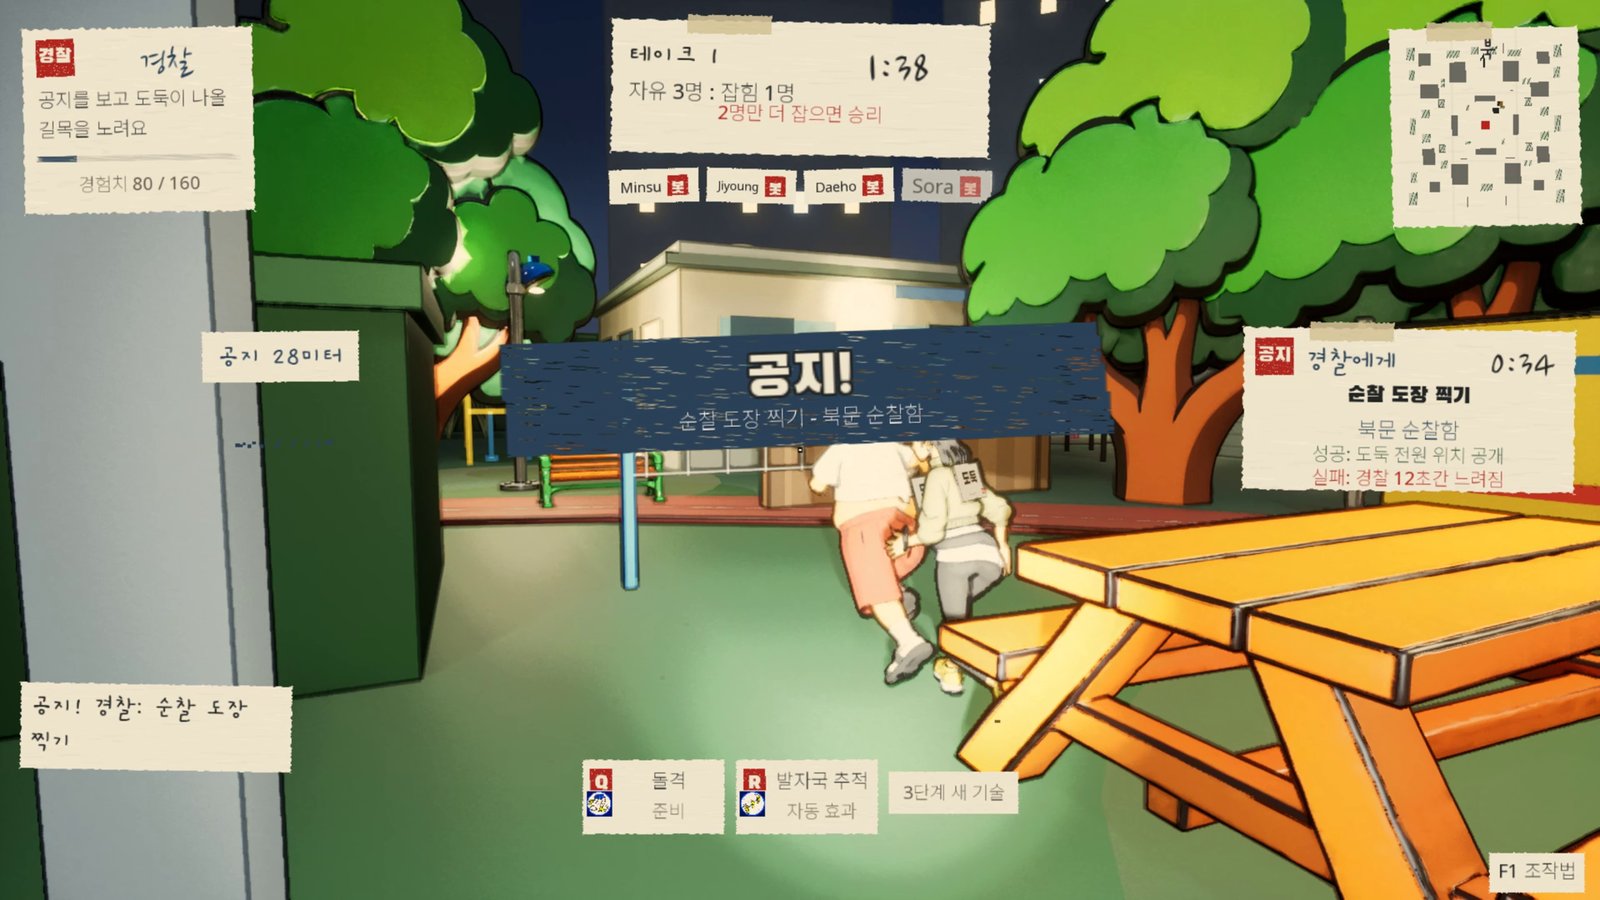 경찰
경찰
공지를 보고 도둑이 나올
길목을 노려요
경험치 80 / 160
테이크 1
1:38
자유 3명 : 잡힘 1명
2명만 더 잡으면 승리
Minsu 봇
Jiyoung 봇
Daeho 봇
Sora 봇
북
공지 28미터
공지!
순찰 도장 찍기 - 북문 순찰함
공지
경찰에게
0:34
순찰 도장 찍기
북문 순찰함
성공: 도둑 전원 위치 공개
실패: 경찰 12초간 느려짐
도둑
공지! 경찰: 순찰 도장
찍기
Q 돌격
준비
R 발자국 추적
자동 효과
3단계 새 기술
F1 조작법